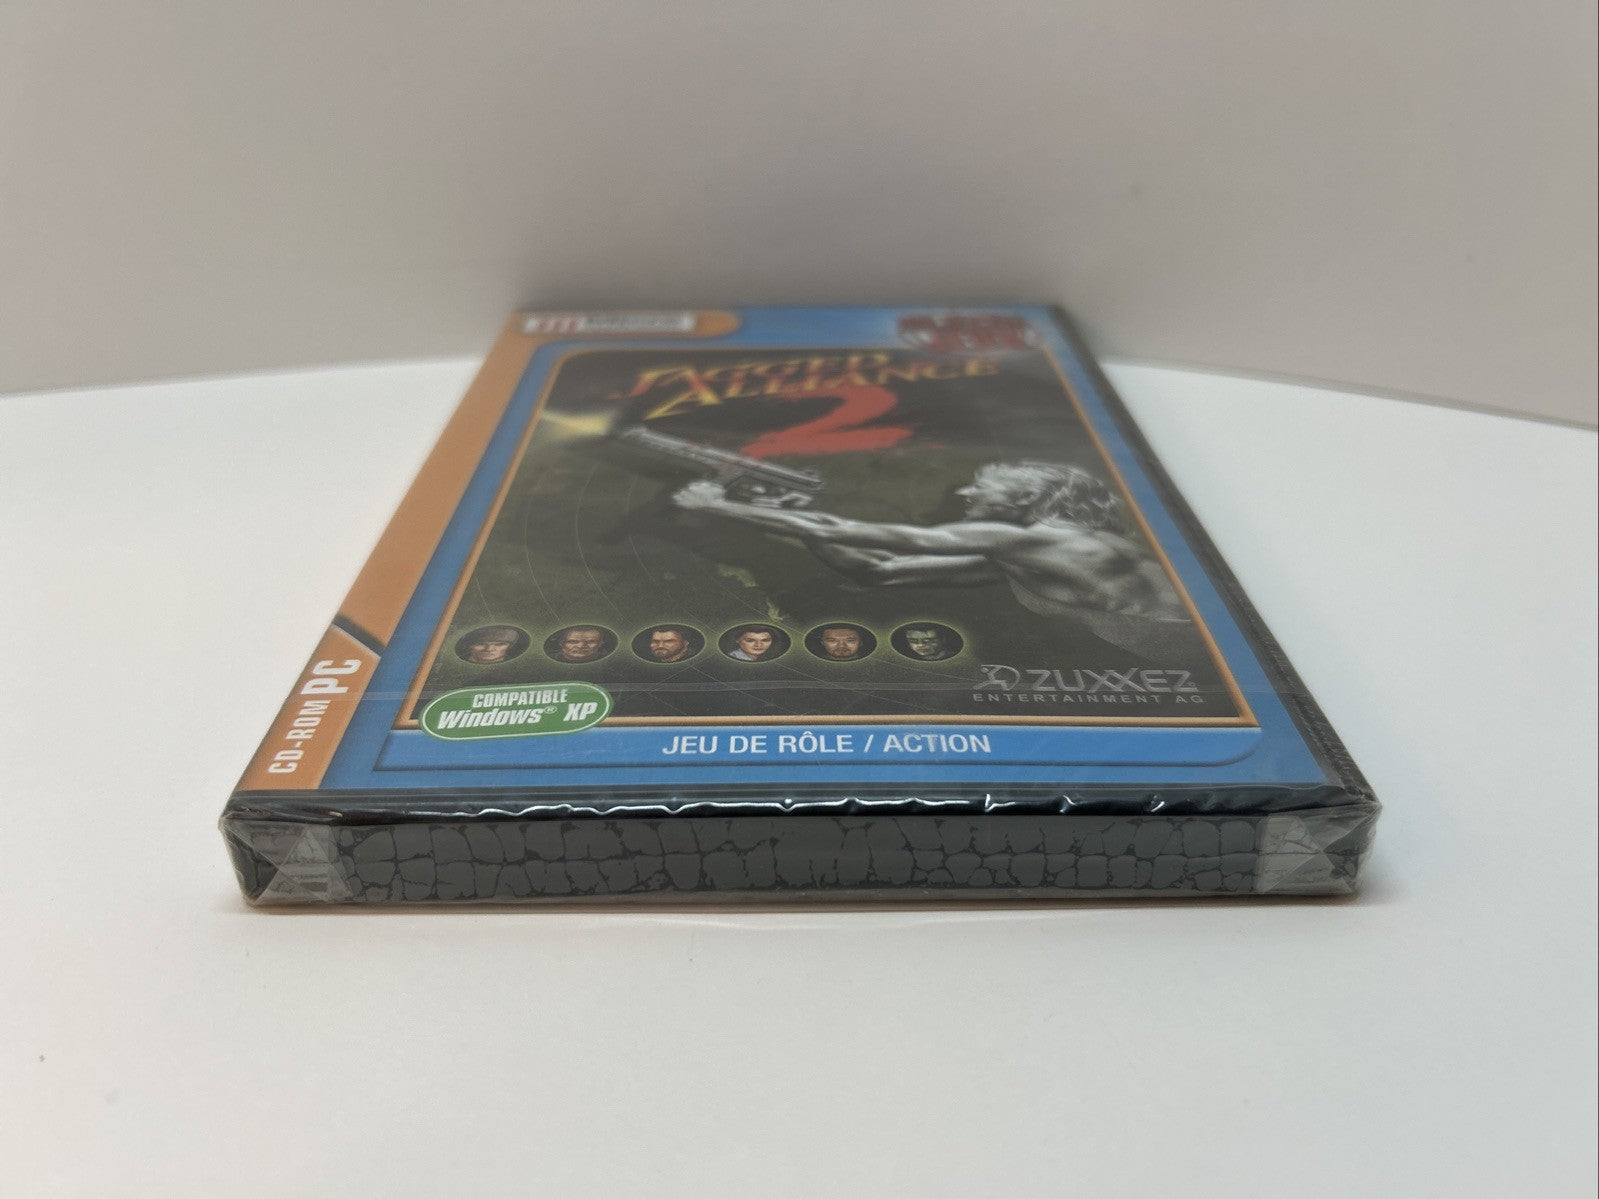 JAGGED
ALLIANCE
2
CD-ROM PC
COMPATIBLE
Windows® XP
ZUXXEZ
ENTERTAINMENT AG
JEU DE RÔLE / ACTION